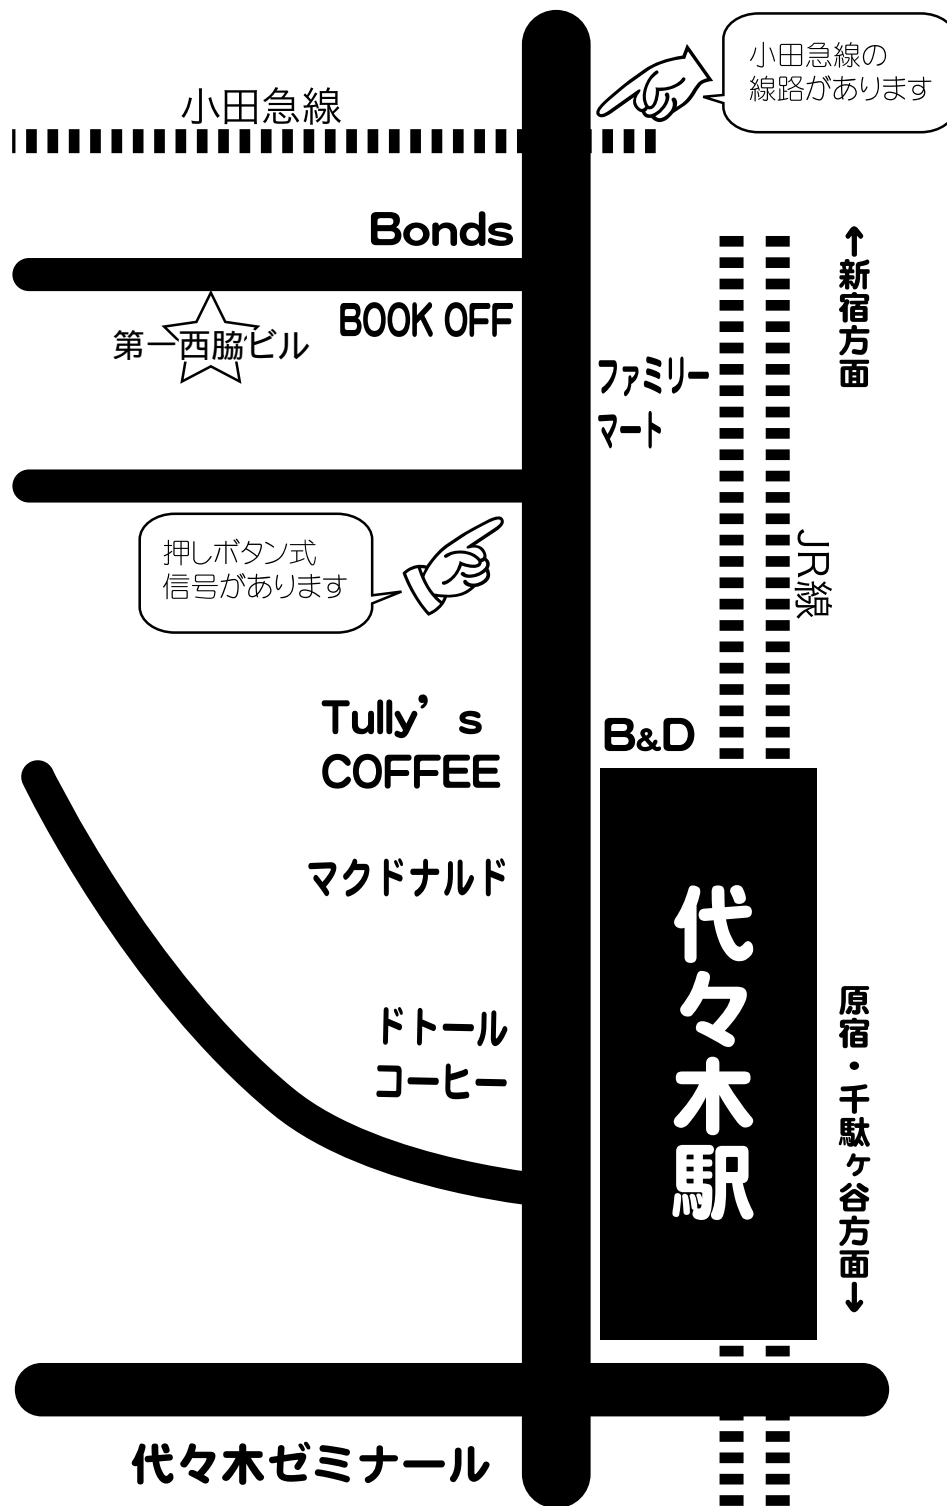 小田急線の
線路があります
小田急線
Bonds
↑新宿方面
BOOK OFF
第一西脇ビル
ファミリー
マート
押しボタン式
信号があります
JR線
Tully's
COFFEE
B&D
マクドナルド
代々木駅
ドトール
コーヒー
原宿・千駄ヶ谷方面↓
代々木ゼミナール